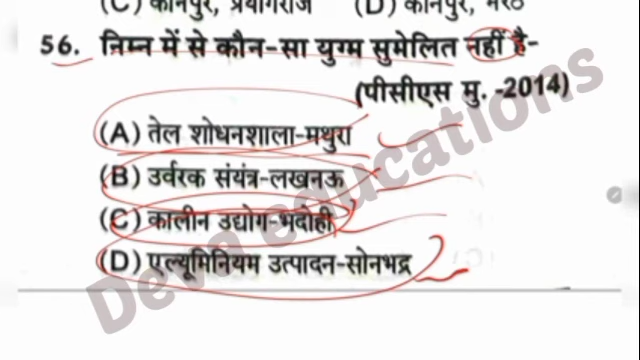 (C) कानपुर, प्रयागराज (D) कानपुर, मेरठ
56. निम्न में से कौन-सा युग्म सुमेलित नहीं है-
(पीसीएस मु. -2014)
(A) तेल शोधनशाला-मथुरा
(B) उर्वरक संयंत्र-लखनऊ
(C) कालीन उद्योग-भदोही
(D) एल्यूमिनियम उत्पादन-सोनभद्र
Deva educations